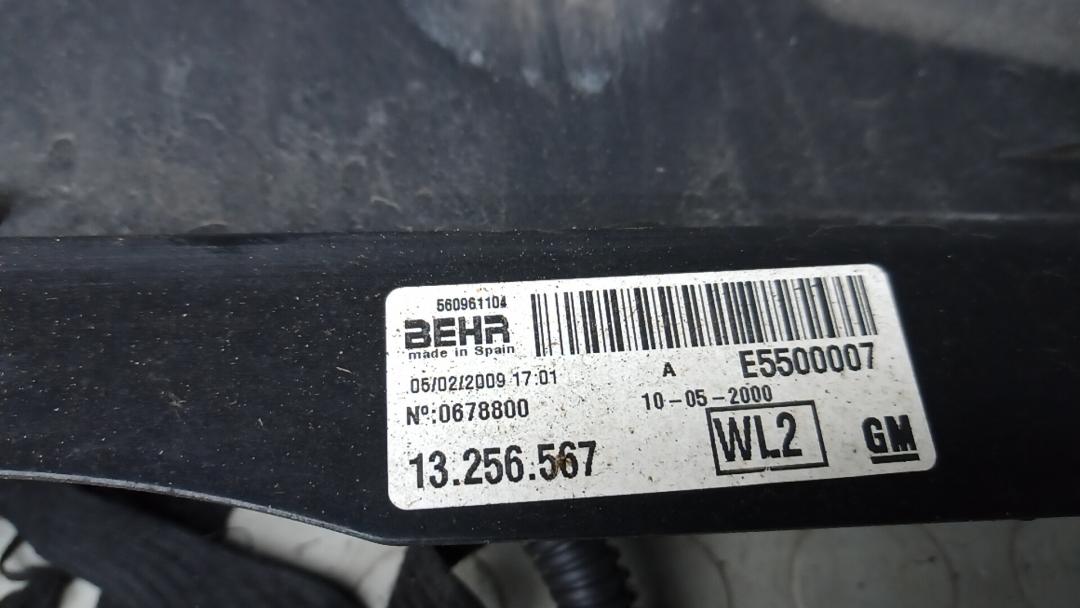 560961104
BEHR
made in Spain
A E5500007
05/02/2009 17:01
10-05-2000
Nº:0678800
WL2
13.256.567
GM